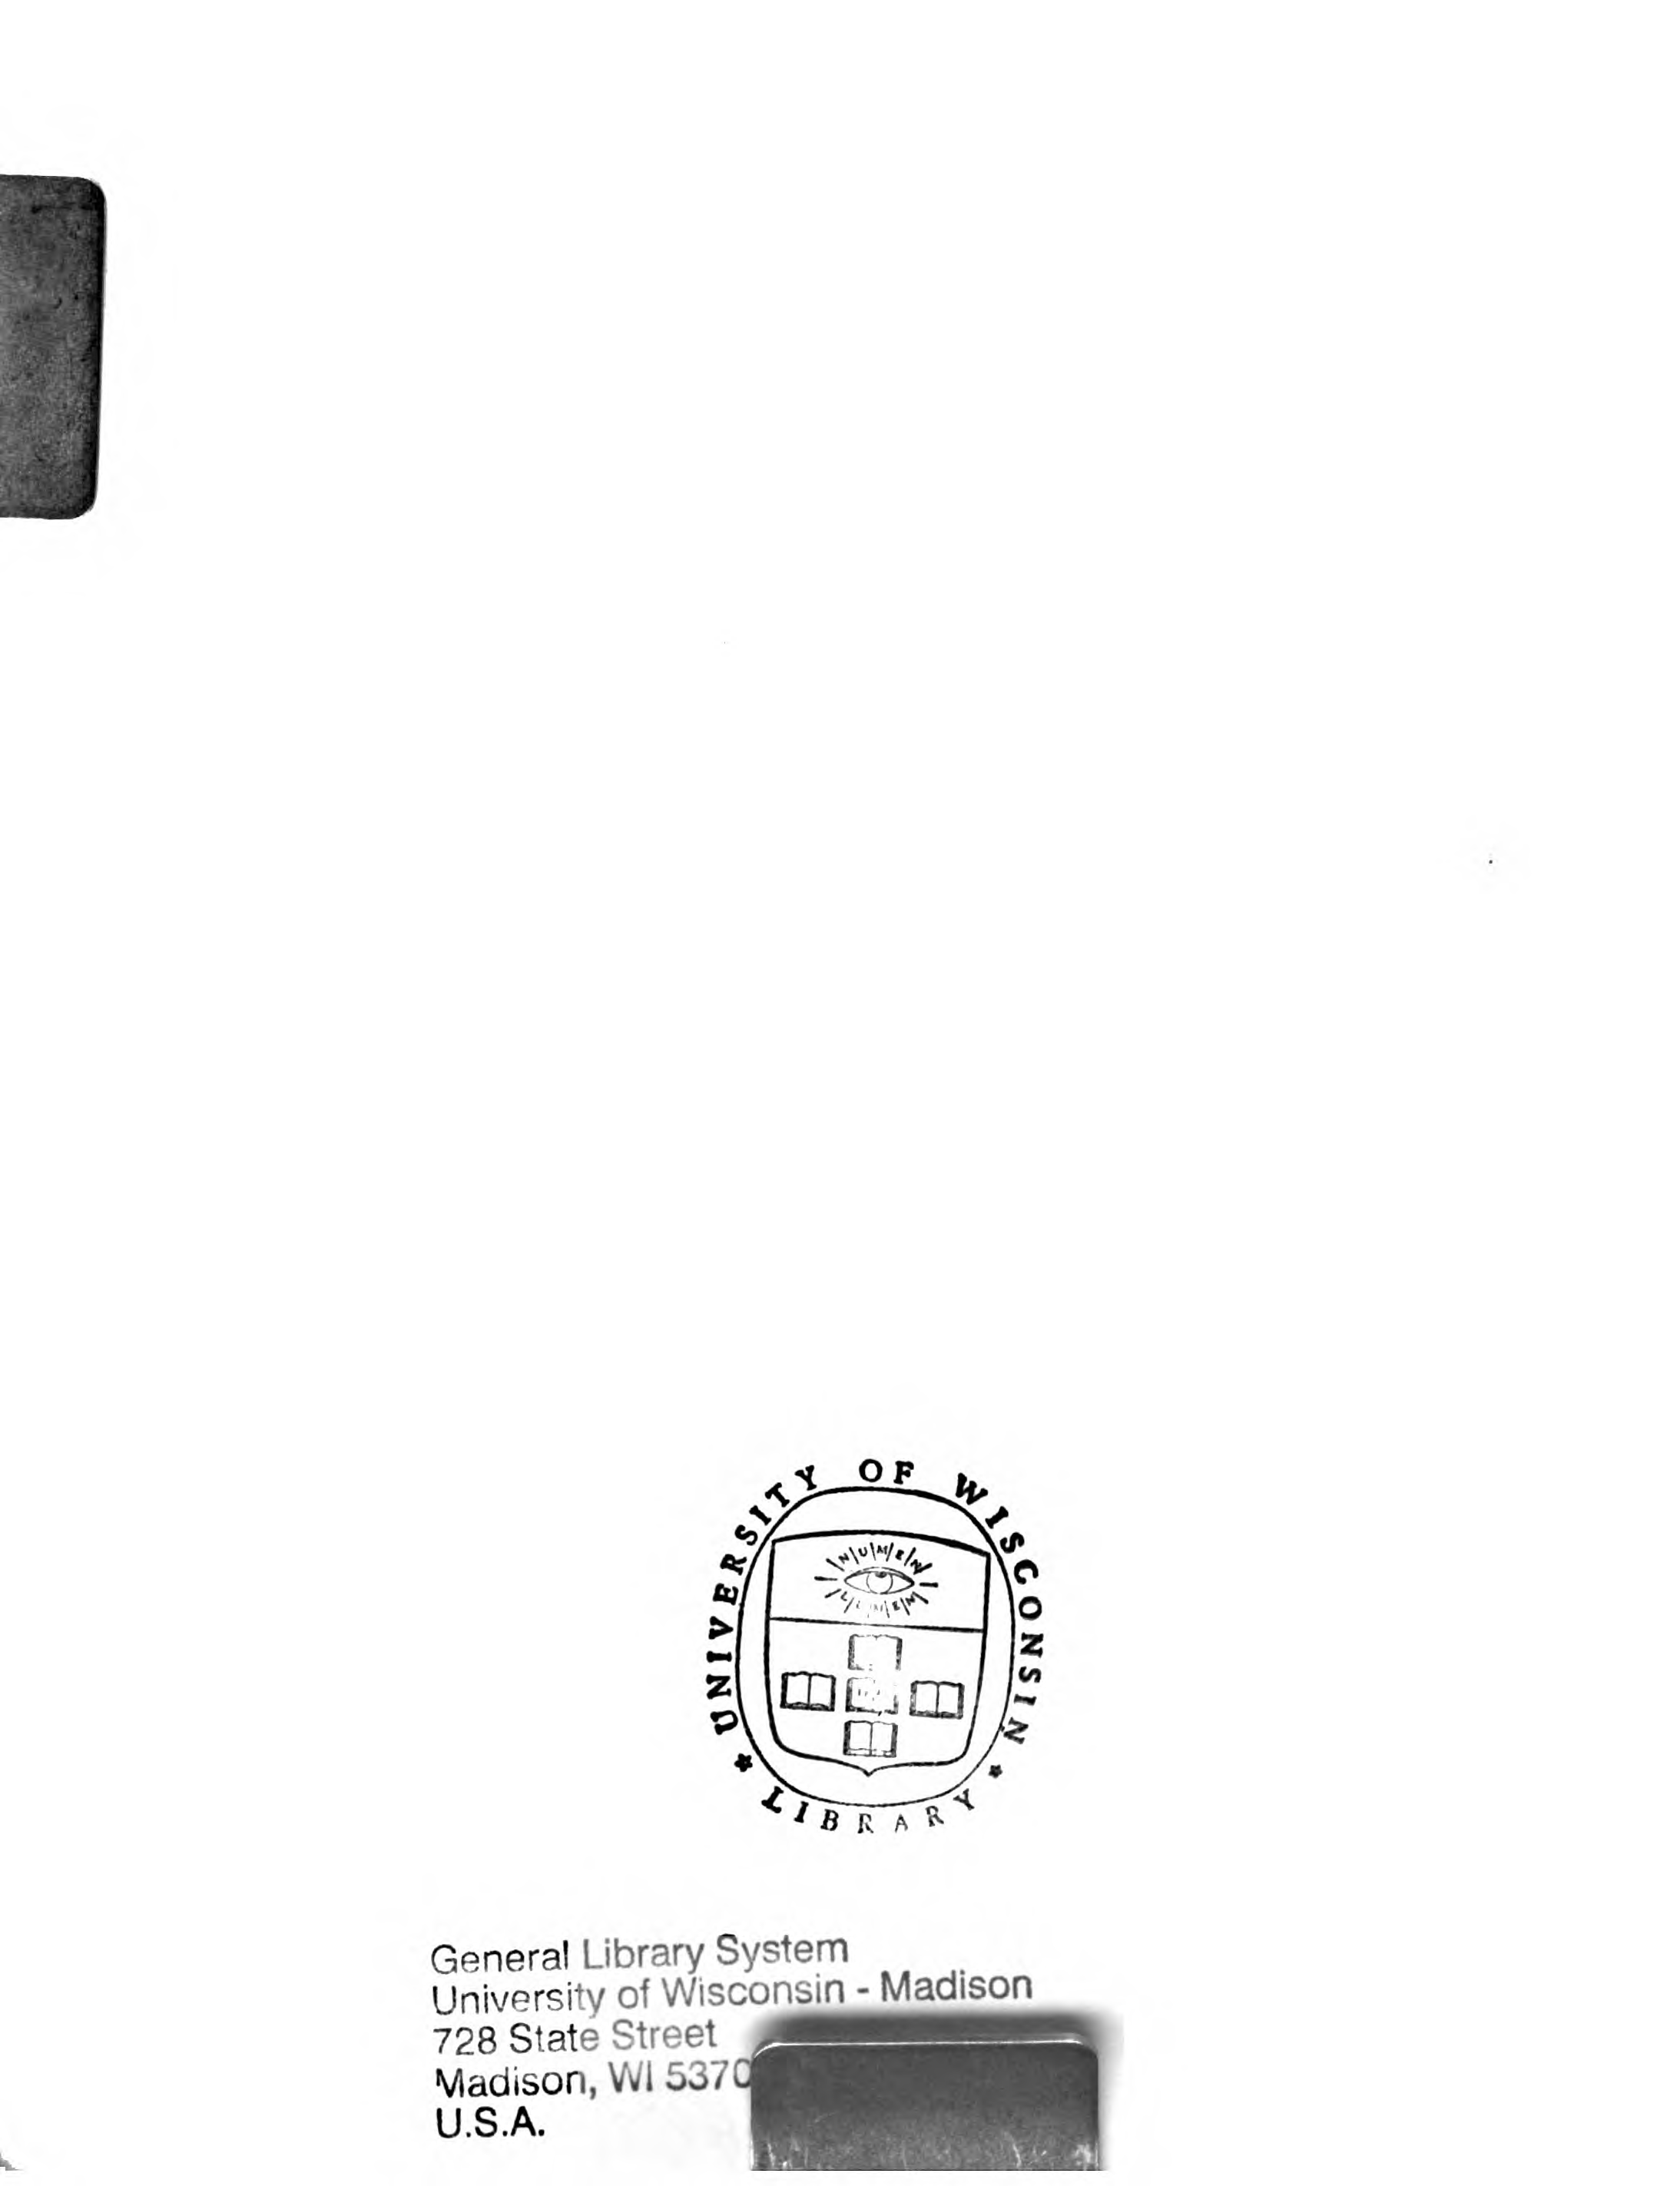 UNIVERSITY OF WISCONSIN
NUMEN
LUMEN
* LIBRARY *
General Library System
University of Wisconsin - Madison
728 State Street
Madison, WI 5370
U.S.A.